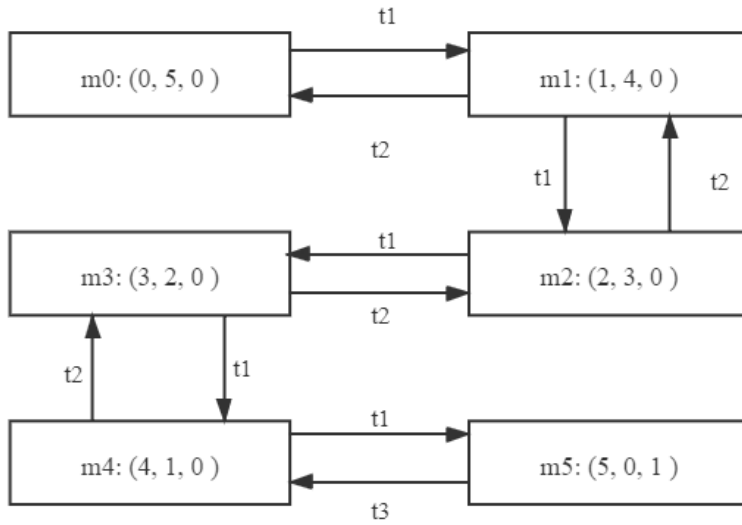 t1
m0: (0, 5, 0 )
m1: (1, 4, 0 )
t2
t1
t2
m3: (3, 2, 0 )
t1
m2: (2, 3, 0 )
t2
t2
t1
t1
m4: (4, 1, 0 )
m5: (5, 0, 1 )
t3